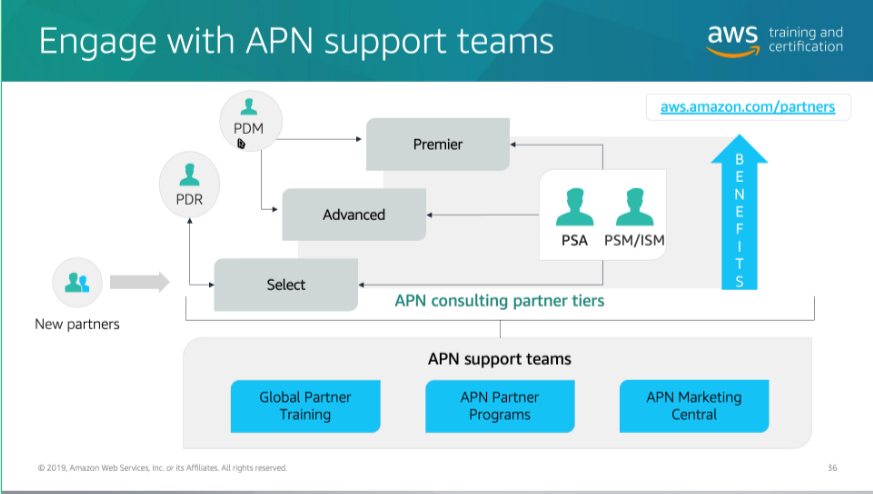 Engage with APN support teams
aws training and
certification
aws.amazon.com/partners
PDM
Premier
BENEFITS
PDR
Advanced
PSA PSM/ISM
Select
APN consulting partner tiers
New partners
APN support teams
Global Partner
Training
APN Partner
Programs
APN Marketing
Central
© 2019, Amazon Web Services, Inc. or its Affiliates. All rights reserved.
36